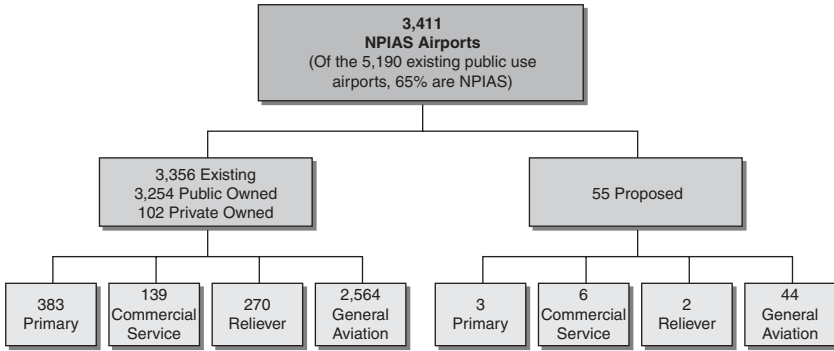 3,411
NPIAS Airports
(Of the 5,190 existing public use
airports, 65% are NPIAS)
3,356 Existing
3,254 Public Owned
102 Private Owned
55 Proposed
383
Primary
139
Commercial
Service
270
Reliever
2,564
General
Aviation
3
Primary
6
Commercial
Service
2
Reliever
44
General
Aviation